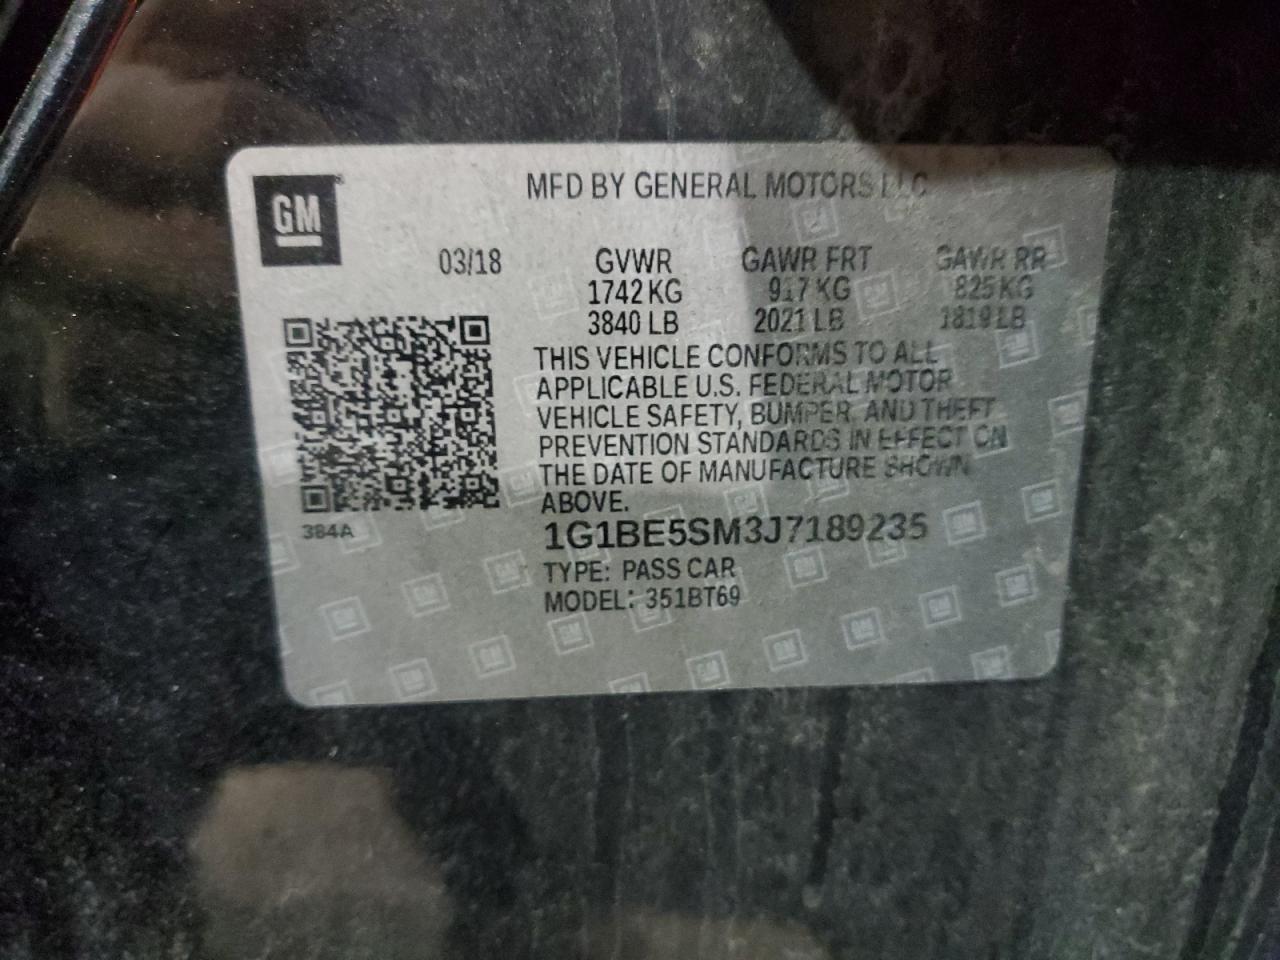 GM
MFD BY GENERAL MOTORS LLC
03/18 GVWR GAWR FRT GAWR RR
1742 KG 917 KG 825 KG
3840 LB 2021 LB 1819 LB
THIS VEHICLE CONFORMS TO ALL
APPLICABLE U.S. FEDERAL MOTOR
VEHICLE SAFETY, BUMPER, AND THEFT
PREVENTION STANDARDS IN EFFECT ON
THE DATE OF MANUFACTURE SHOWN
ABOVE.
384A
1G1BE5SM3J7189235
TYPE: PASS CAR
MODEL: 351BT69